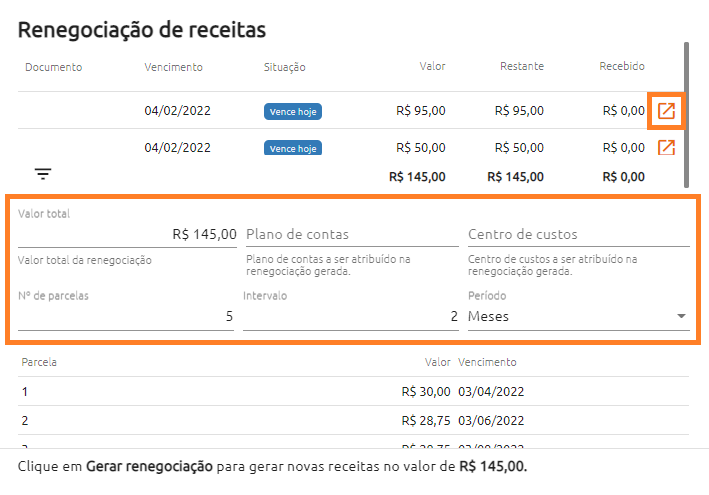 Renegociação de receitas
Documento Vencimento Situação Valor Restante Recebido
04/02/2022 Vence hoje R$ 95,00 R$ 95,00 R$ 0,00
04/02/2022 Vence hoje R$ 50,00 R$ 50,00 R$ 0,00
R$ 145,00 R$ 145,00 R$ 0,00
Valor total
R$ 145,00 Plano de contas Centro de custos
Valor total da renegociação Plano de contas a ser atribuído na Centro de custos a ser atribuído na
renegociação gerada. renegociação gerada.
Nº de parcelas Intervalo Período
5 2 Meses
Parcela Valor Vencimento
1 R$ 30,00 03/04/2022
2 R$ 28,75 03/06/2022
Clique em Gerar renegociação para gerar novas receitas no valor de R$ 145,00.